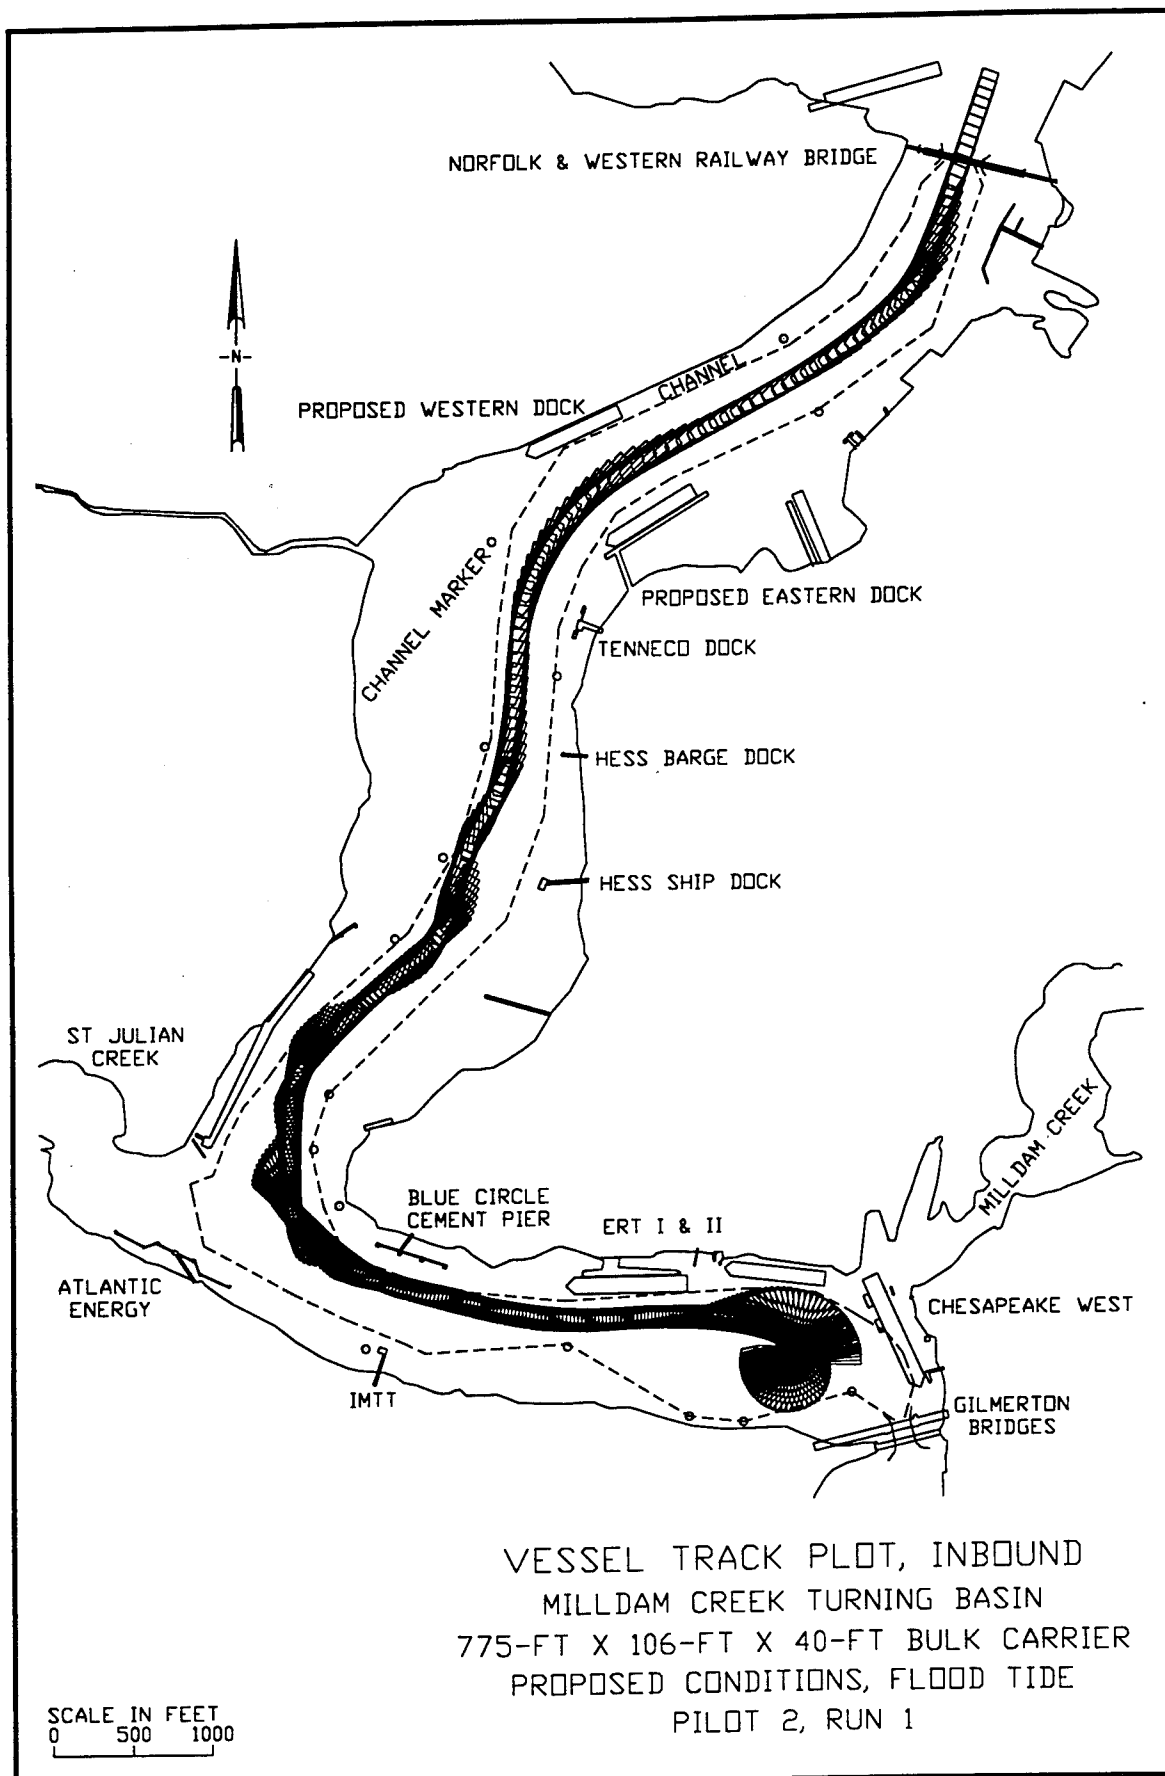 NORFOLK & WESTERN RAILWAY BRIDGE
-N-
CHANNEL
PROPOSED WESTERN DOCK
CHANNEL MARKER
PROPOSED EASTERN DOCK
TENNECO DOCK
HESS BARGE DOCK
HESS SHIP DOCK
ST JULIAN
CREEK
MILLDAM CREEK
BLUE CIRCLE
CEMENT PIER
ERT I & II
ATLANTIC
ENERGY
CHESAPEAKE WEST
IMTT
GILMERTON
BRIDGES
VESSEL TRACK PLOT, INBOUND
MILLDAM CREEK TURNING BASIN
775-FT X 106-FT X 40-FT BULK CARRIER
PROPOSED CONDITIONS, FLOOD TIDE
PILOT 2, RUN 1
SCALE IN FEET
0 500 1000